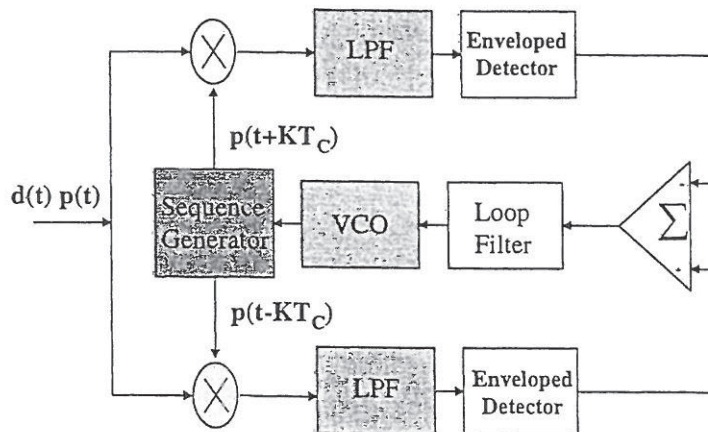 LPF
Enveloped
Detector
p(t+KT_C)
d(t) p(t)
Sequence
Generator
VCO
Loop
Filter
Σ
p(t-KT_C)
LPF
Enveloped
Detector